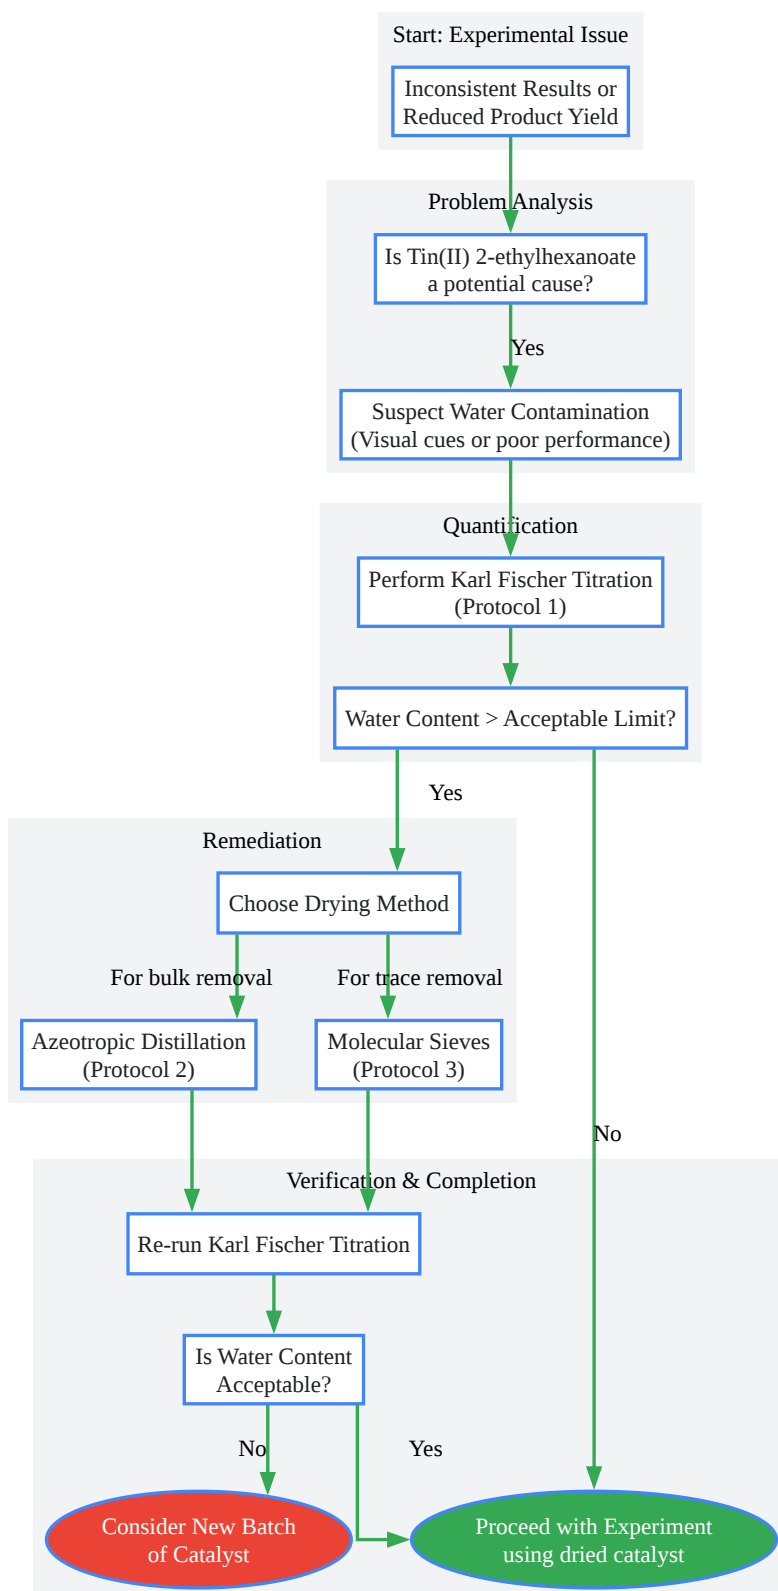 Start: Experimental Issue
Inconsistent Results or
Reduced Product Yield
Problem Analysis
Is Tin(II) 2-ethylhexanoate
a potential cause?
Yes
Suspect Water Contamination
(Visual cues or poor performance)
Quantification
Perform Karl Fischer Titration
(Protocol 1)
Water Content > Acceptable Limit?
Yes
Remediation
Choose Drying Method
For bulk removal
For trace removal
Azeotropic Distillation
(Protocol 2)
Molecular Sieves
(Protocol 3)
No
Verification & Completion
Re-run Karl Fischer Titration
Is Water Content
Acceptable?
No
Yes
Consider New Batch
of Catalyst
Proceed with Experiment
using dried catalyst